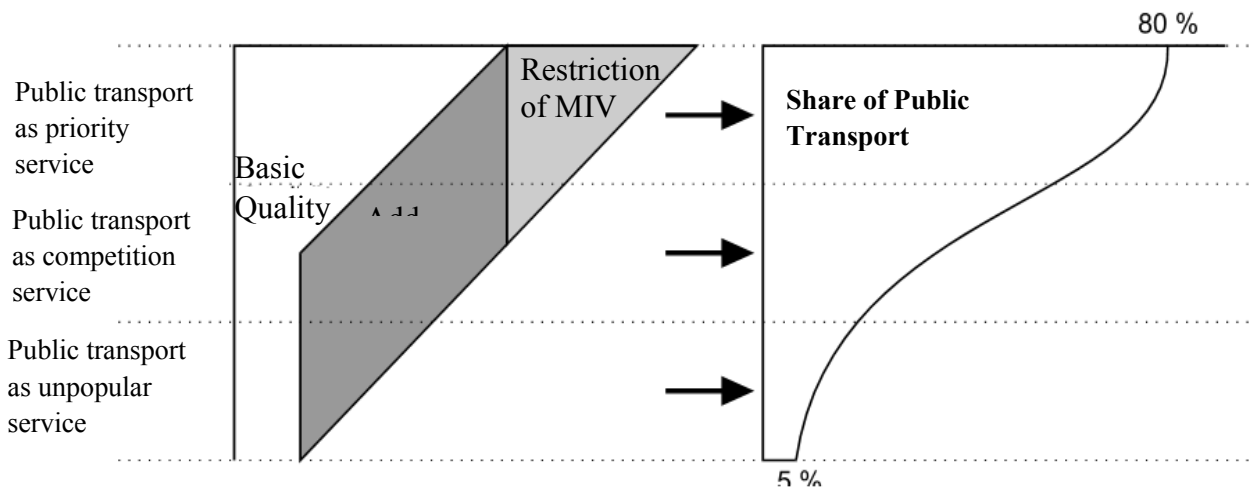 80 %
Public transport
as priority
service
Restriction
of MIV
Share of Public
Transport
Basic
Quality
Public transport
as competition
service
Public transport
as unpopular
service
5 %